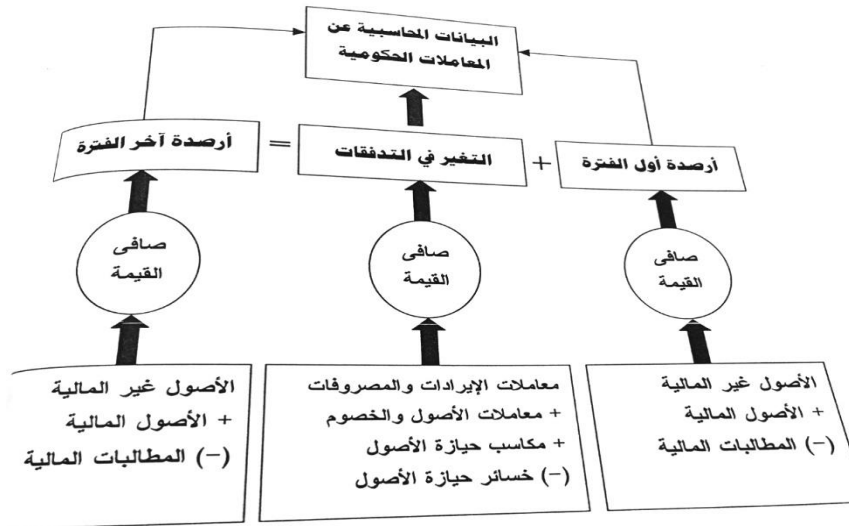 البيانات المحاسبية عن
المعاملات الحكومية
أرصدة أول الفترة
+
التغير في التدفقات
=
أرصدة آخر الفترة
صافى
القيمة
صافى
القيمة
صافى
القيمة
الأصول غير المالية
+ الأصول المالية
(–) المطالبات المالية
معاملات الإيرادات والمصروفات
+ معاملات الأصول والخصوم
+ مكاسب حيازة الأصول
(–) خسائر حيازة الأصول
الأصول غير المالية
+ الأصول المالية
(–) المطالبات المالية